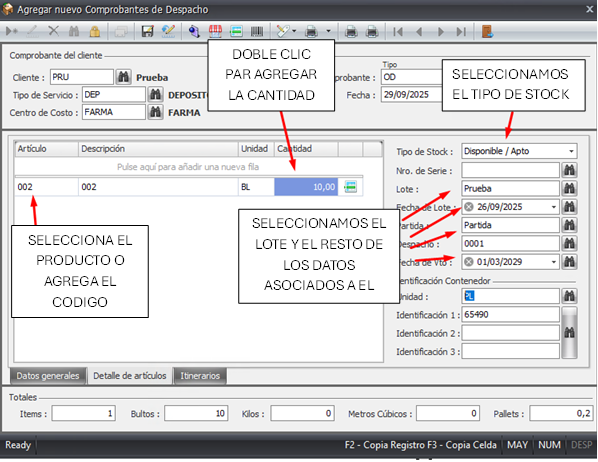 Agregar nuevo Comprobantes de Despacho
Comprobante del cliente
Cliente : PRU Prueba
Tipo de Servicio : DEP DEPOSIT
Centro de Costo : FARMA FARMA
DOBLE CLIC
PAR AGREGAR
LA CANTIDAD
Tipo
probante : OD
Fecha : 29/09/2025
SELECCIONAMOS
EL TIPO DE STOCK
Artículo Descripción Unidad Cantidad
Pulse aquí para añadir una nueva fila
002 002 BL 10,00
SELECCIONA EL
PRODUCTO O
AGREGA EL
CODIGO
SELECCIONAMOS EL
LOTE Y EL RESTO DE
LOS DATOS
ASOCIADOS A EL
Tipo de Stock : Disponible / Apto
Nro. de Serie :
Lote : Prueba
Fecha de Lote : 26/09/2025
Partida : Partida
Despacho : 0001
Fecha de Vto : 01/03/2029
Identificación Contenedor
Unidad : PL
Identificación 1 : 65490
Identificación 2 :
Identificación 3 :
Datos generales Detalle de artículos Itinerarios
Totales
Items : 1 Bultos : 10 Kilos : 0 Metros Cúbicos : 0 Pallets : 0,2
Ready F2 - Copia Registro F3 - Copia Celda MAY NUM DESP